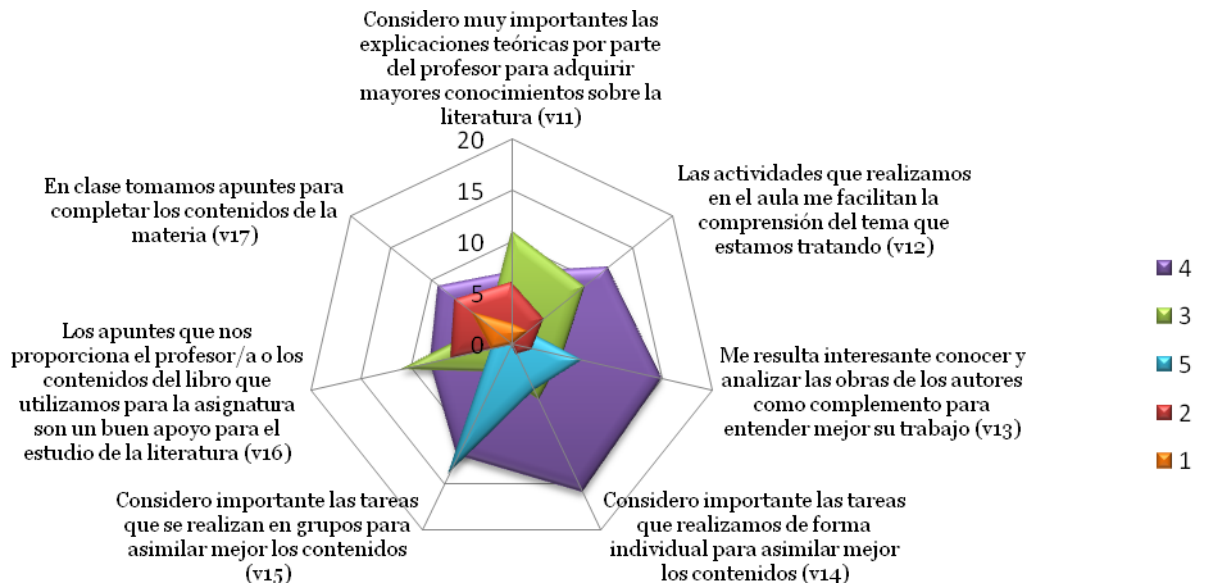 Considero muy importantes las
explicaciones teóricas por parte
del profesor para adquirir
mayores conocimientos sobre la
literatura (v11)
20
15
10
5
0
Las actividades que realizamos
en el aula me facilitan la
comprensión del tema que
estamos tratando (v12)
Me resulta interesante conocer y
analizar las obras de los autores
como complemento para
entender mejor su trabajo (v13)
Considero importante las tareas
que realizamos de forma
individual para asimilar mejor
los contenidos (v14)
Considero importante las tareas
que se realizan en grupos para
asimilar mejor los contenidos
(v15)
Los apuntes que nos
proporciona el profesor/a o los
contenidos del libro que
utilizamos para la asignatura
son un buen apoyo para el
estudio de la literatura (v16)
En clase tomamos apuntes para
completar los contenidos de la
materia (v17)
4
3
5
2
1